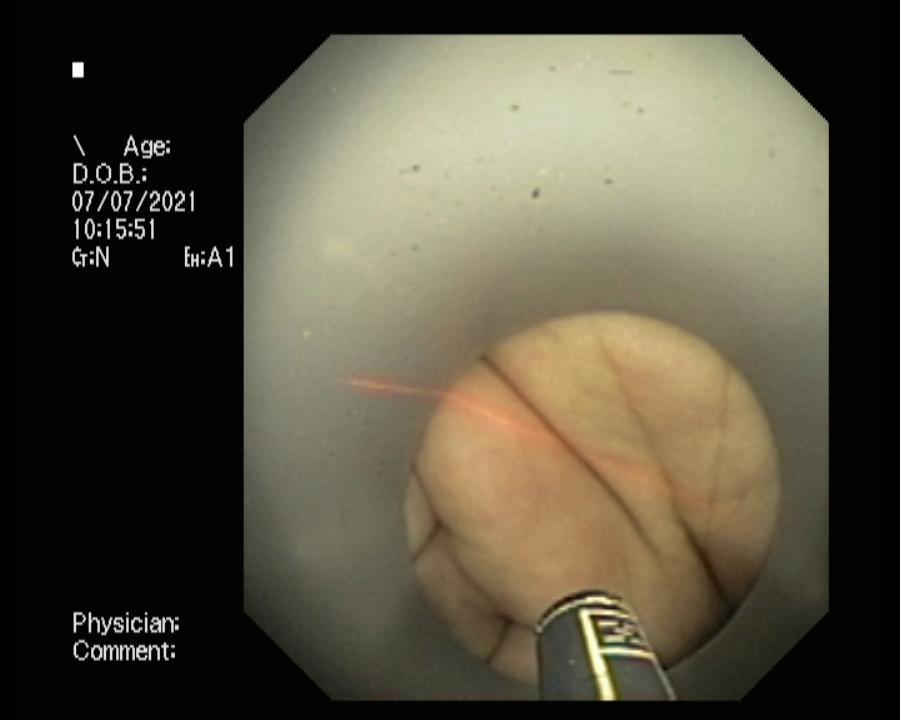 \ Age:
D.O.B.:
07/07/2021
10:15:51
Cr:N EH:A1
Physician:
Comment: